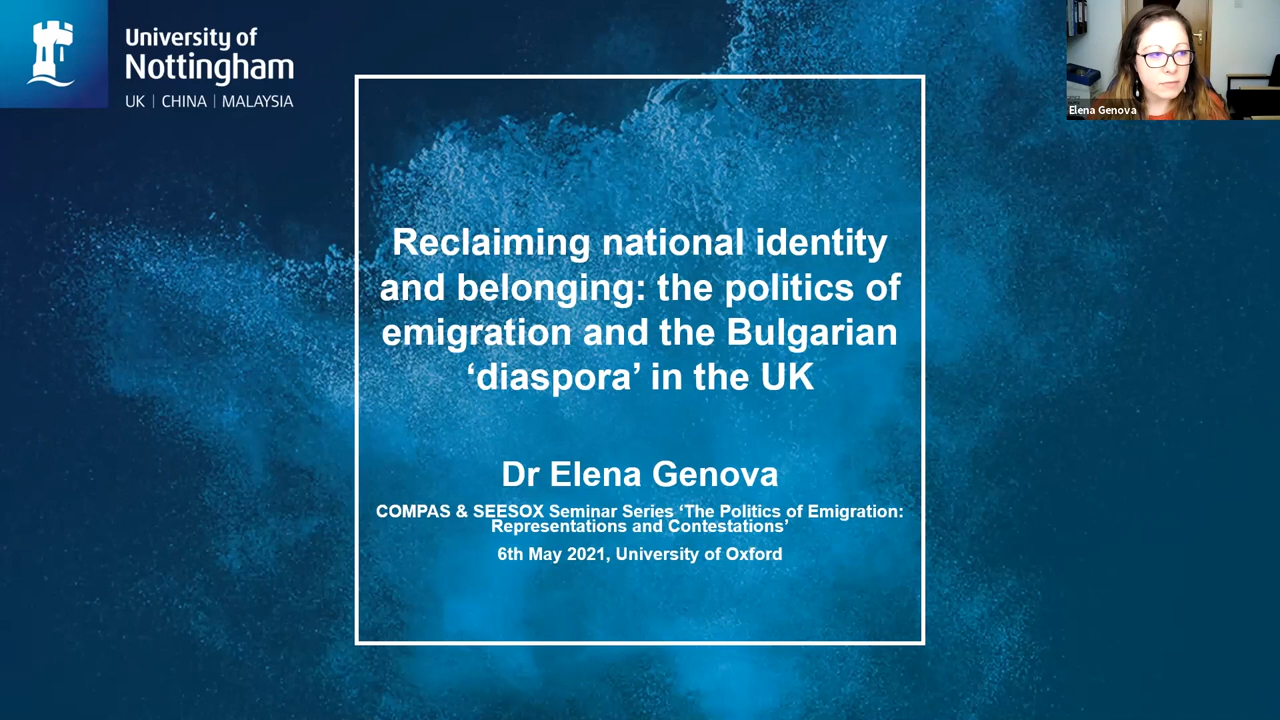 University of
Nottingham
UK | CHINA | MALAYSIA
Elena Genova
Reclaiming national identity
and belonging: the politics of
emigration and the Bulgarian
‘diaspora’ in the UK
Dr Elena Genova
COMPAS & SEESOX Seminar Series ‘The Politics of Emigration:
Representations and Contestations’
6th May 2021, University of Oxford